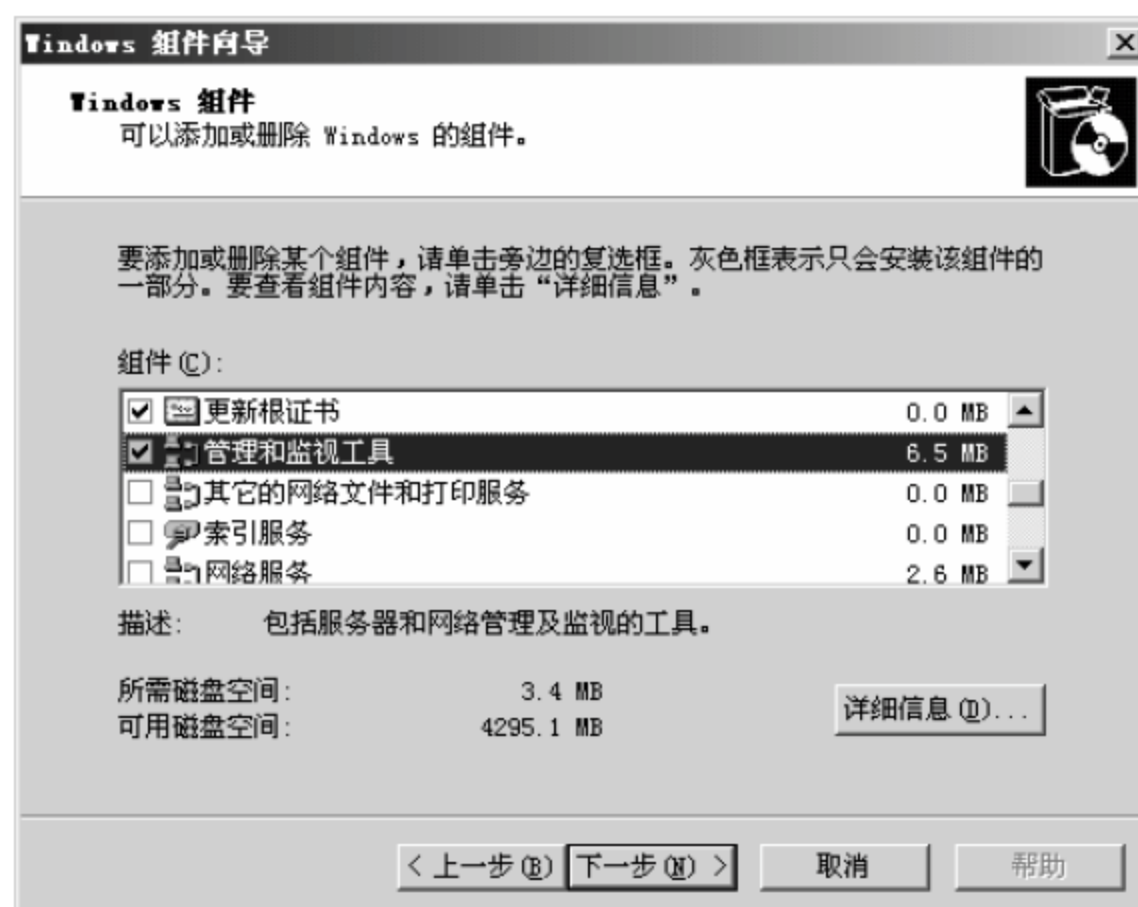 Windows 组件向导
Windows 组件
可以添加或删除 Windows 的组件。
要添加或删除某个组件，请单击旁边的复选框。灰色框表示只会安装该组件的
一部分。要查看组件内容，请单击“详细信息”。
组件(C):
更新根证书 0.0 MB
管理和监视工具 6.5 MB
其它的网络文件和打印服务 0.0 MB
索引服务 0.0 MB
网络服务 2.6 MB
描述: 包括服务器和网络管理及监视的工具。
所需磁盘空间: 3.4 MB
可用磁盘空间: 4295.1 MB
详细信息(D)...
< 上一步(B) 下一步(N) > 取消 帮助